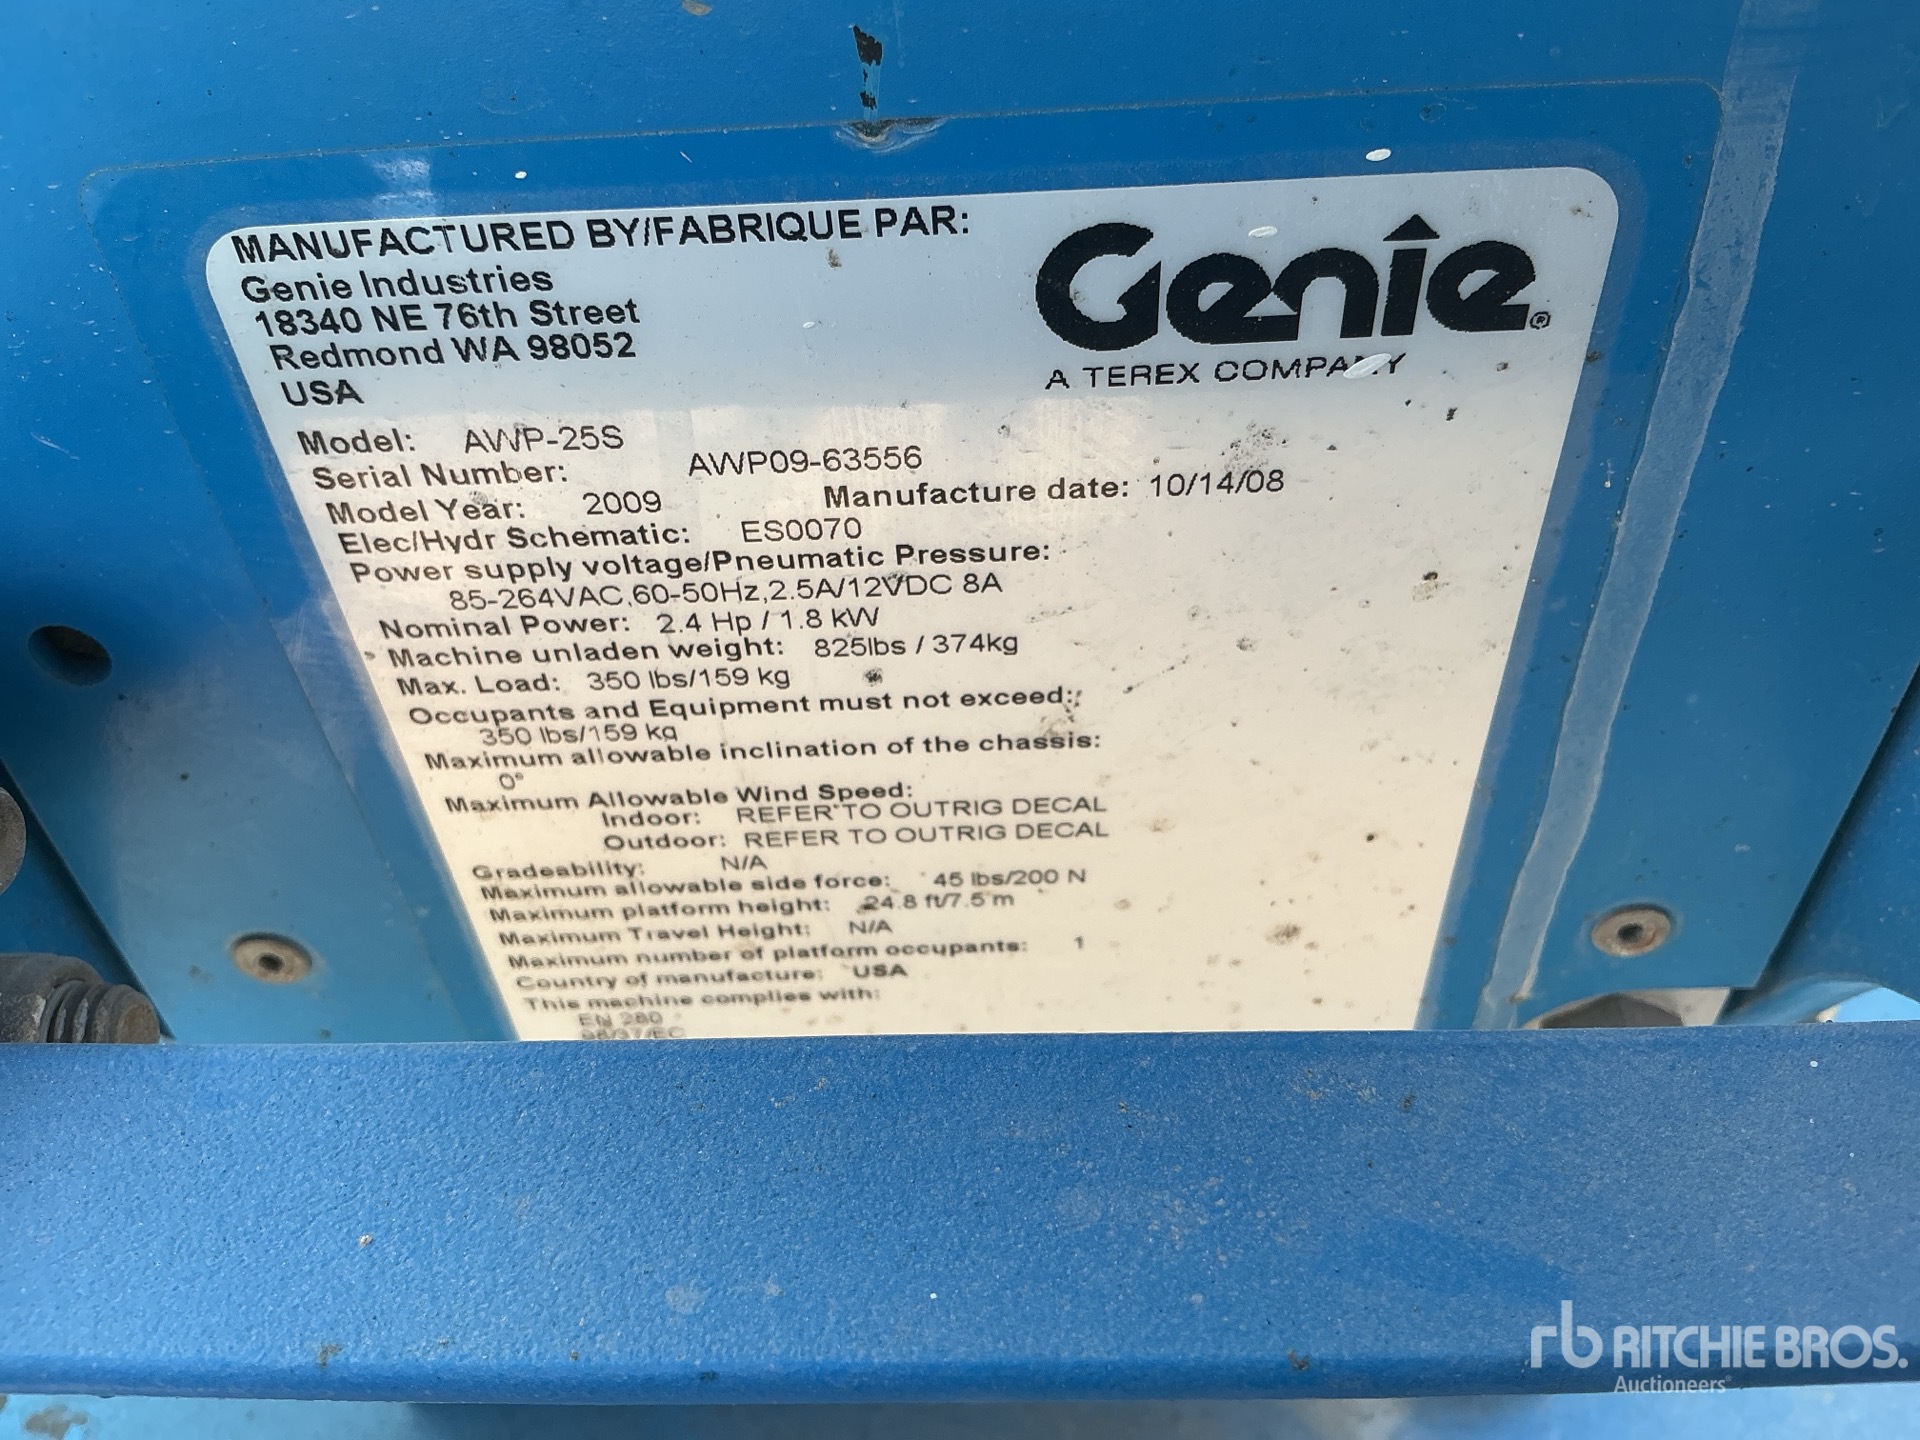 MANUFACTURED BY/FABRIQUE PAR:
Genie Industries
18340 NE 76th Street
Redmond WA 98052
USA
Genie®
A TEREX COMPANY
Model: AWP-25S
Serial Number: AWP09-63556
Model Year: 2009 Manufacture date: 10/14/08
Elec/Hydr Schematic: ES0070
Power supply voltage/Pneumatic Pressure:
85-264VAC,60-50Hz,2.5A/12VDC 8A
Nominal Power: 2.4 Hp / 1.8 kW
Machine unladen weight: 825lbs / 374kg
Max. Load: 350 lbs/159 kg
Occupants and Equipment must not exceed:
350 lbs/159 kg
Maximum allowable inclination of the chassis:
0°
Maximum Allowable Wind Speed:
Indoor: REFER TO OUTRIG DECAL
Outdoor: REFER TO OUTRIG DECAL
Gradeability: N/A
Maximum allowable side force: 45 lbs/200 N
Maximum platform height: 24.8 ft/7.5 m
Maximum Travel Height: N/A
Maximum number of platform occupants: 1
Country of manufacture: USA
This machine complies with:
EN 280
98/37/EC
rb RITCHIE BROS.
Auctioneers®